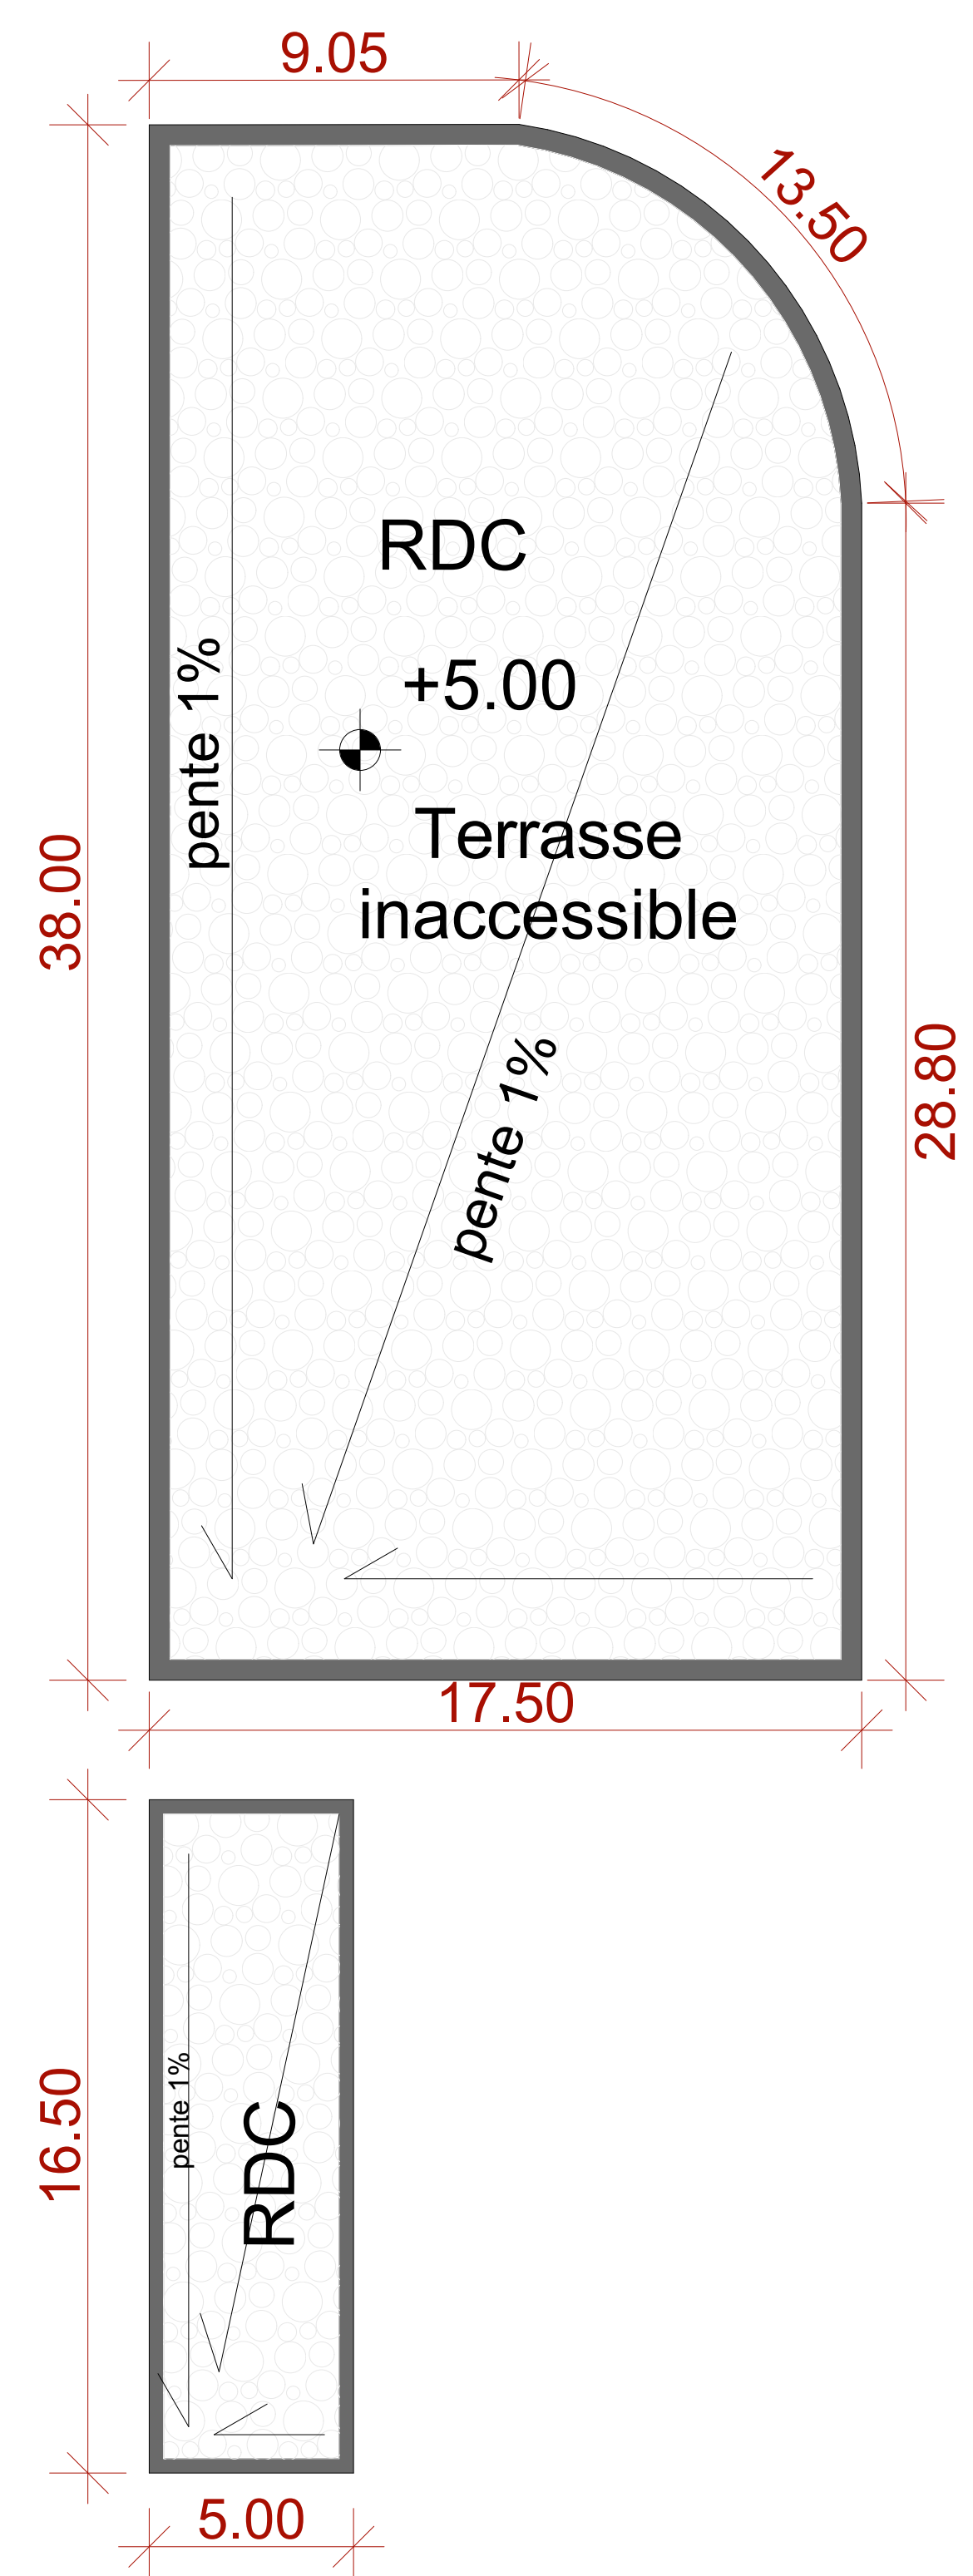 9.05
13.50
RDC
+5.00
pente 1%
Terrasse
inaccessible
38.00
pente 1%
28.80
17.50
16.50
pente 1%
RDC
5.00